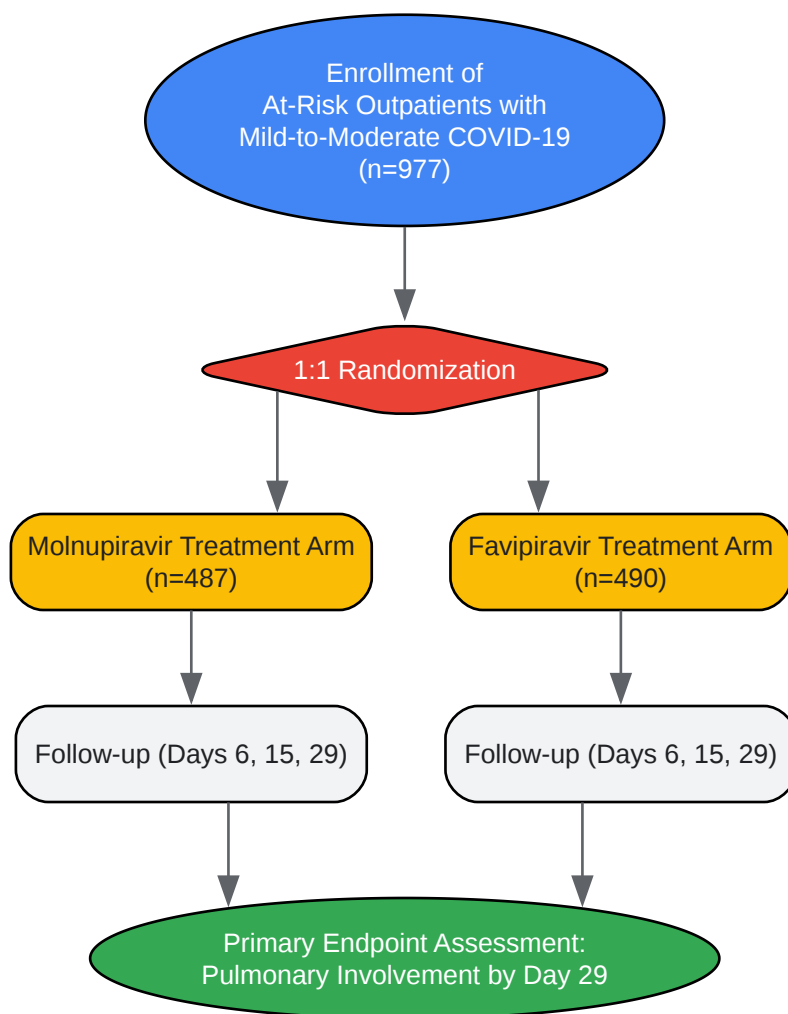 Enrollment of
At-Risk Outpatients with
Mild-to-Moderate COVID-19
(n=977)
1:1 Randomization
Molnupiravir Treatment Arm
(n=487)
Favipiravir Treatment Arm
(n=490)
Follow-up (Days 6, 15, 29)
Follow-up (Days 6, 15, 29)
Primary Endpoint Assessment:
Pulmonary Involvement by Day 29